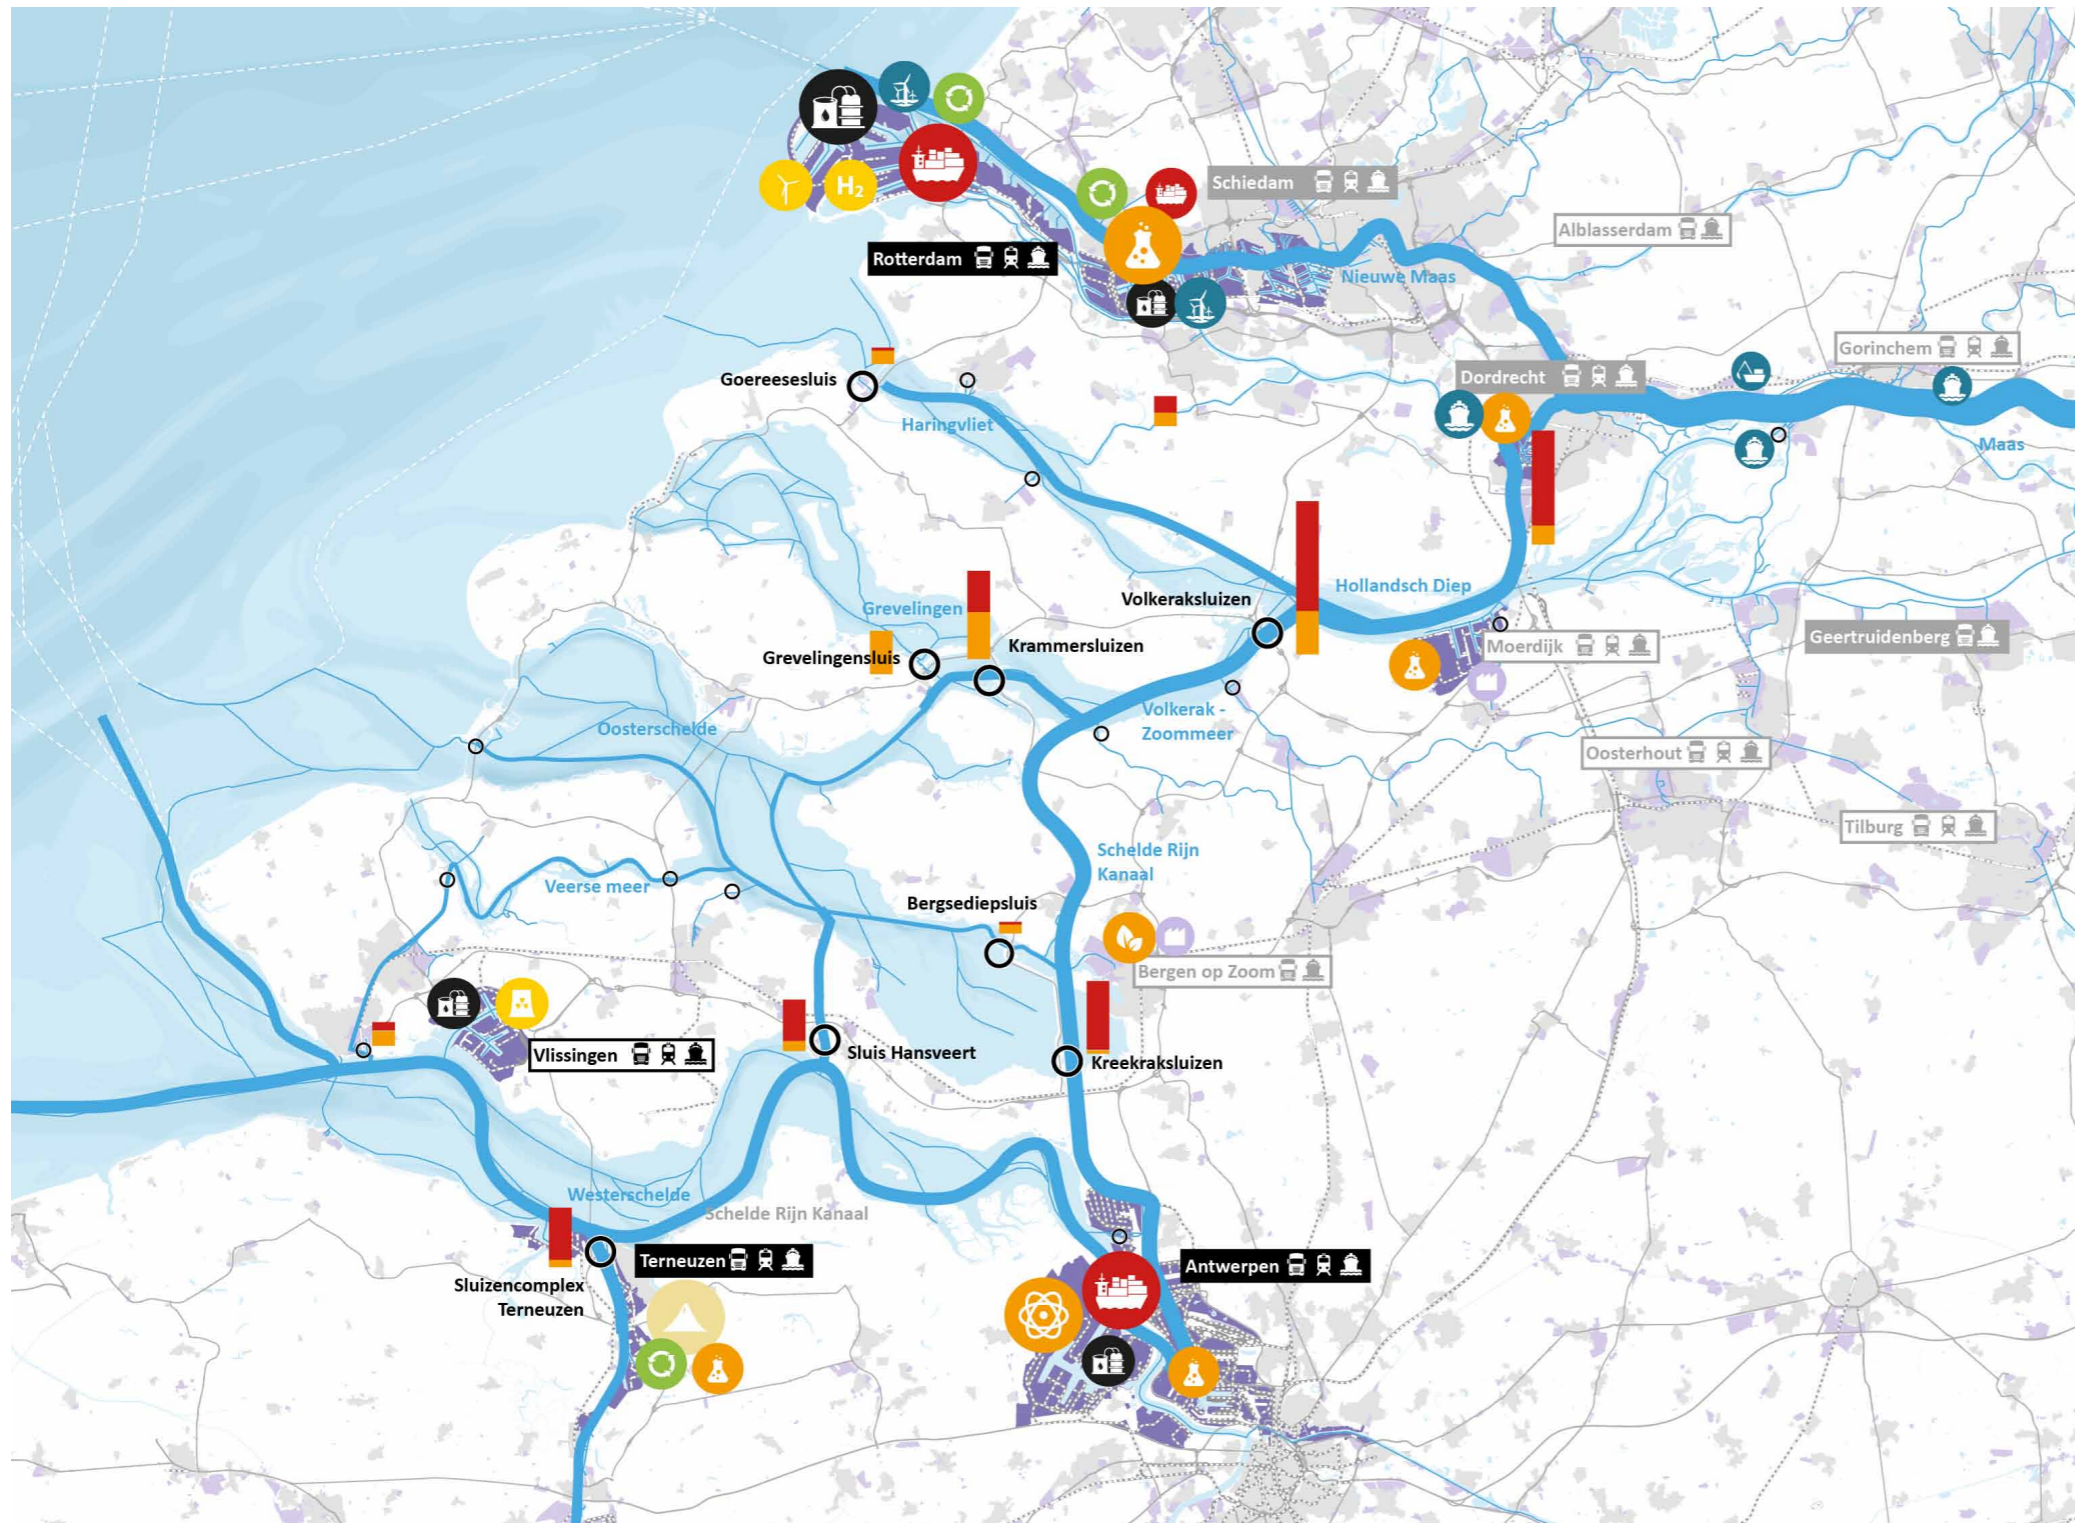 H₂
Schiedam
Alblasserdam
Rotterdam
Nieuwe Maas
Gorinchem
Goereesesluis
Dordrecht
Haringvliet
Maas
Hollandsch Diep
Volkeraksluizen
Grevelingen
Geertruidenberg
Krammersluizen
Moerdijk
Grevelingensluis
Volkerak -
Zoommeer
Oosterschelde
Oosterhout
Tilburg
Schelde Rijn
Kanaal
Veerse meer
Bergsediepsluis
Bergen op Zoom
Vlissingen
Sluis Hansveert
Kreekraksluizen
Westerschelde
Schelde Rijn Kanaal
Terneuzen
Antwerpen
Sluizencomplex
Terneuzen